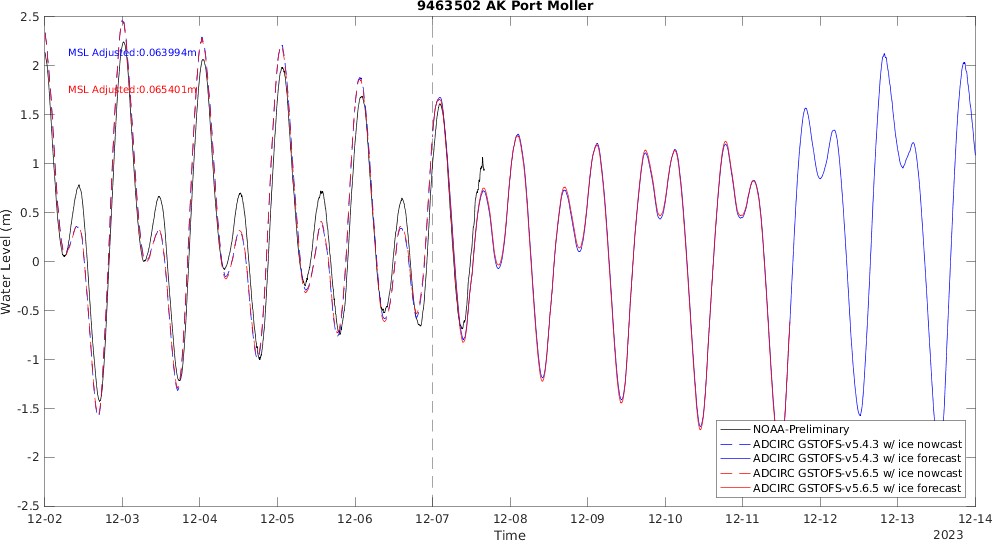 9463502 AK Port Moller
MSL Adjusted:0.063994m
MSL Adjusted:0.065401m
Water Level (m)
2.5
2
1.5
1
0.5
0
-0.5
-1
-1.5
-2
-2.5
NOAA-Preliminary
ADCIRC GSTOFS-v5.4.3 w/ ice nowcast
ADCIRC GSTOFS-v5.4.3 w/ ice forecast
ADCIRC GSTOFS-v5.6.5 w/ ice nowcast
ADCIRC GSTOFS-v5.6.5 w/ ice forecast
12-02 12-03 12-04 12-05 12-06 12-07 12-08 12-09 12-10 12-11 12-12 12-13 12-14
Time
2023